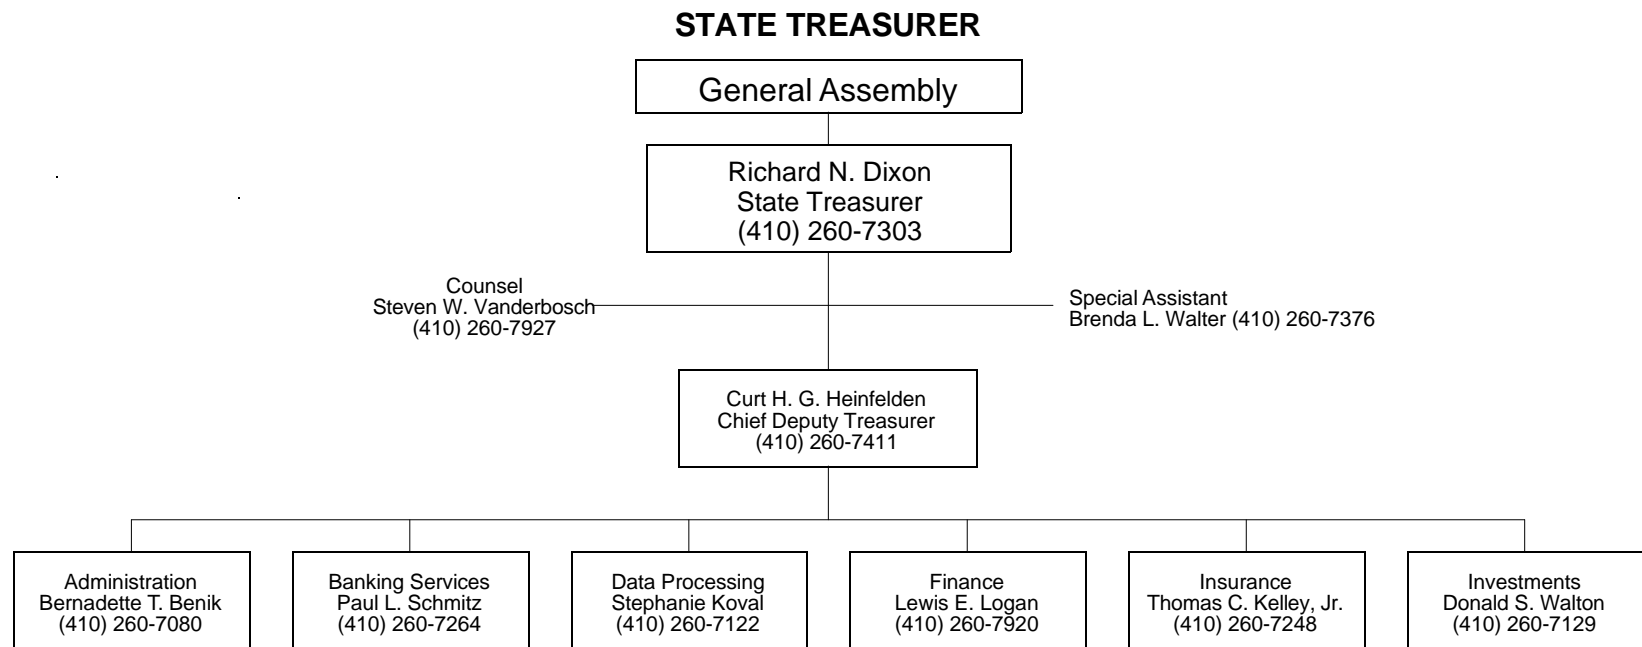 STATE TREASURER
General Assembly
Richard N. Dixon
State Treasurer
(410) 260-7303
Counsel
Steven W. Vanderbosch
(410) 260-7927
Special Assistant
Brenda L. Walter (410) 260-7376
Curt H. G. Heinfelden
Chief Deputy Treasurer
(410) 260-7411
Administration
Bernadette T. Benik
(410) 260-7080
Banking Services
Paul L. Schmitz
(410) 260-7264
Data Processing
Stephanie Koval
(410) 260-7122
Finance
Lewis E. Logan
(410) 260-7920
Insurance
Thomas C. Kelley, Jr.
(410) 260-7248
Investments
Donald S. Walton
(410) 260-7129